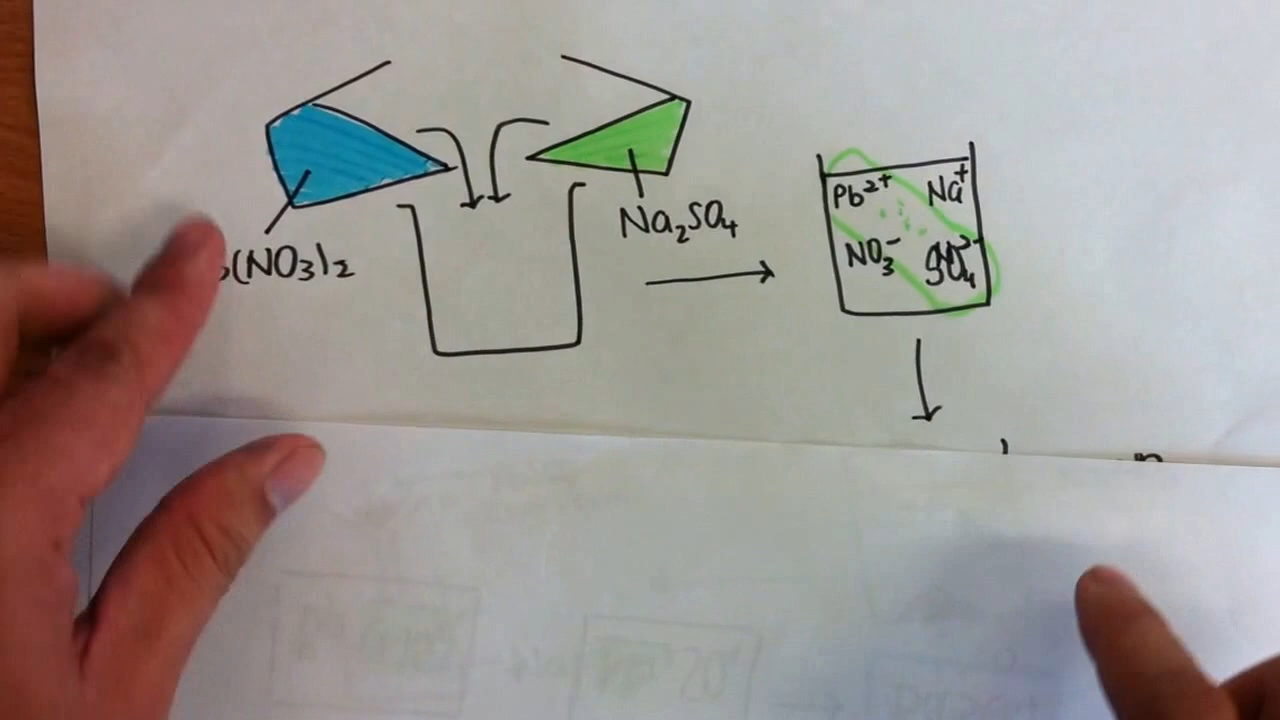 (NO₃)₂
Na₂SO₄
Pb²⁺ Na⁺
NO₃⁻ SO₄²⁻